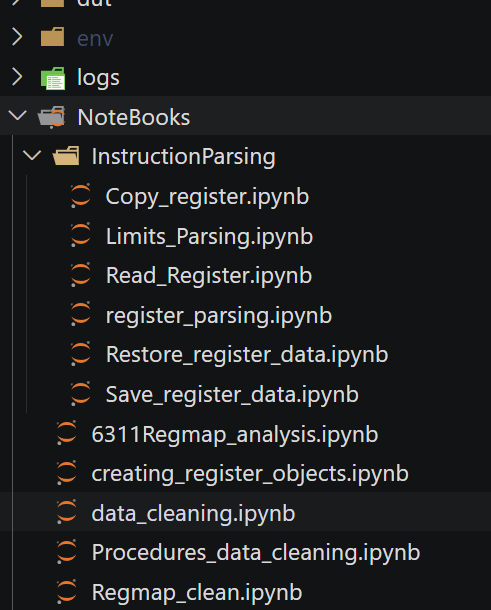 dut
env
logs
NoteBooks
InstructionParsing
Copy_register.ipynb
Limits_Parsing.ipynb
Read_Register.ipynb
register_parsing.ipynb
Restore_register_data.ipynb
Save_register_data.ipynb
6311Regmap_analysis.ipynb
creating_register_objects.ipynb
data_cleaning.ipynb
Procedures_data_cleaning.ipynb
Regmap_clean.ipynb